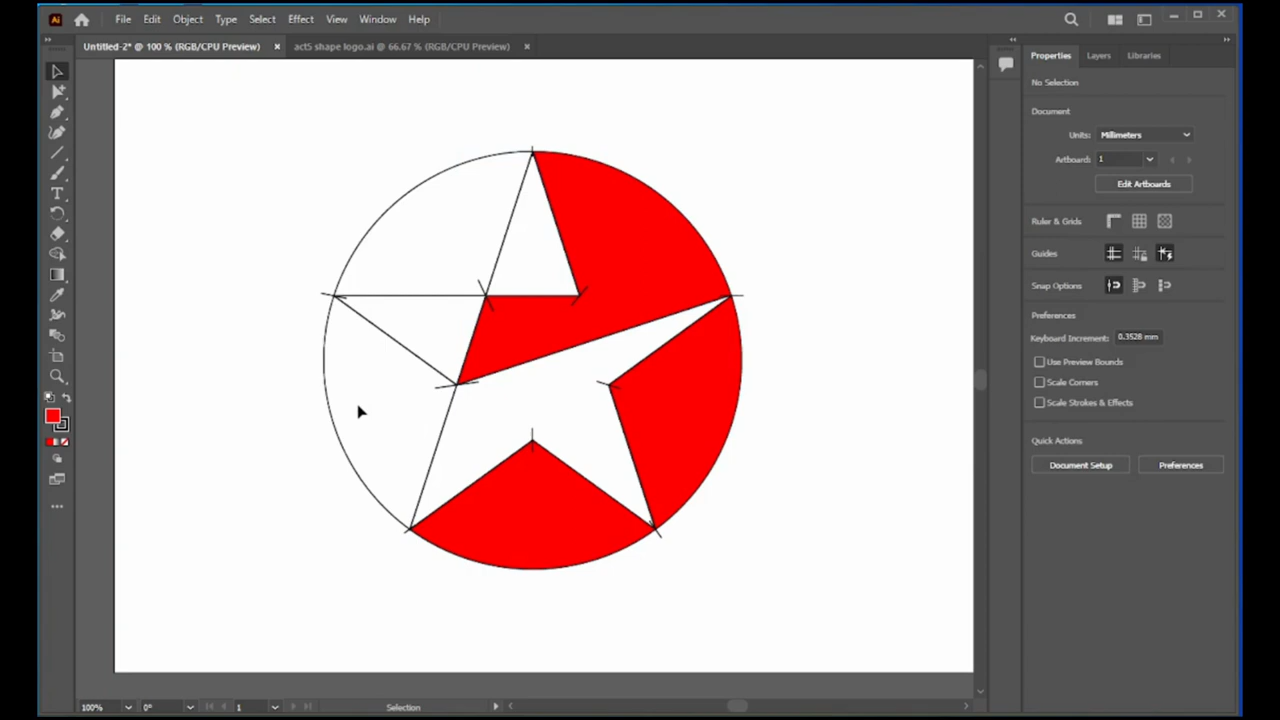 Ai File Edit Object Type Select Effect View Window Help
Untitled-2* @ 100 % (RGB/CPU Preview) × act5 shape logo.ai @ 66.67 % (RGB/CPU Preview) ×
Properties Layers Libraries
No Selection
Document
Units: Millimeters
Artboard: 1
Edit Artboards
Ruler & Grids
Guides
Snap Options
Preferences
Keyboard Increment: 0.3528 mm
Use Preview Bounds
Scale Corners
Scale Strokes & Effects
Quick Actions
Document Setup Preferences
100% 0° 1 Selection